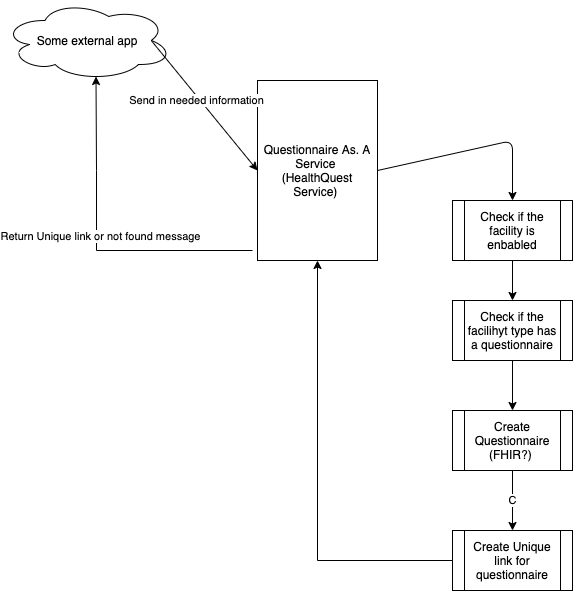 Some external app
Send in needed information
Questionnaire As. A
Service
(HealthQuest
Service)
Return Unique link or not found message
Check if the
facility is
enbabled
Check if the
facilihyt type has
a questionnaire
Create
Questionnaire
(FHIR?)
C
Create Unique
link for
questionnaire